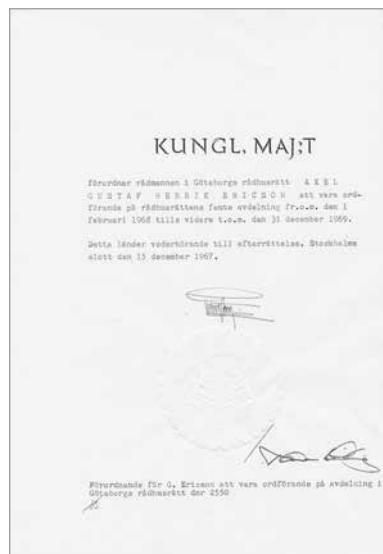 KUNGL. MAJ:T
förordnar rådmannen i Göteborgs rådhusrätt A X E L
G U S T A F H E N R I K E R I C S O N att vara ord-
förande på rådhusrättens femte avdelning fr.o.m. den 1
februari 1968 tills vidare t.o.m. den 31 december 1969.
Detta länder vederbörande till efterrättelse. Stockholms
slott den 15 december 1967.
Förordnande för G. Ericson att vara ordförande på avdelning i
Göteborgs rådhusrätt dnr 2550